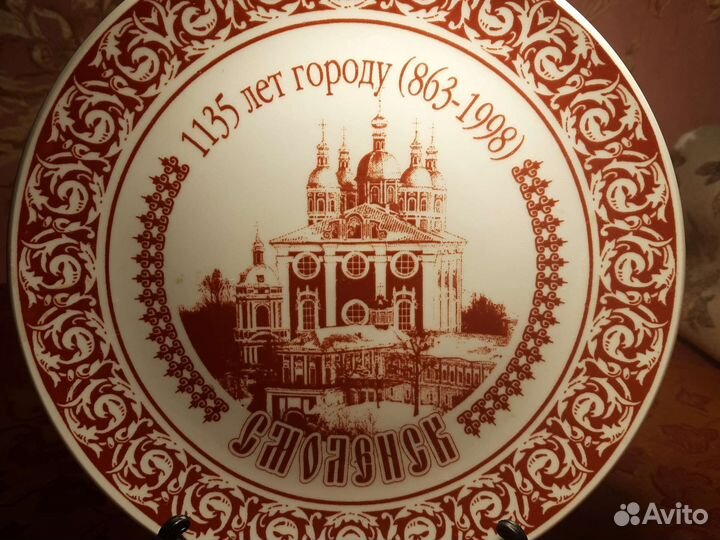 1135 лет городу (863-1998)
СМОЛЕНСК
Avito